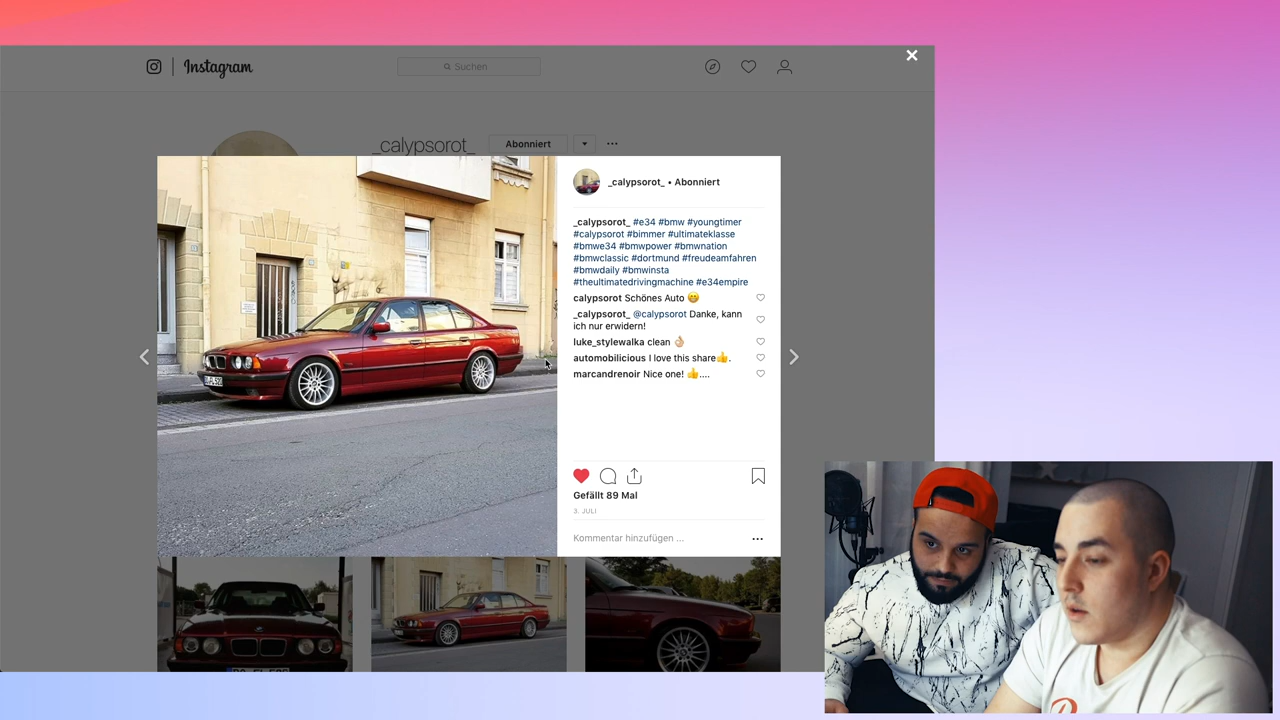 Instagram
Suchen
_calypsorot_
Abonniert
_calypsorot_ • Abonniert
_calypsorot_ #e34 #bmw #youngtimer
#calypsorot #bimmer #ultimateklasse
#bmwe34 #bmwpower #bmwnation
#bmwclassic #dortmund #freudeamfahren
#bmwdaily #bmwinsta
#theultimatedrivingmachine #e34empire
calypsorot Schönes Auto 😁
_calypsorot_ @calypsorot Danke, kann
ich nur erwidern!
luke_stylewalka clean 👌🏼
automobilicious I love this share👍.
marcandrenoir Nice one! 👍....
Gefällt 89 Mal
3. JULI
Kommentar hinzufügen ...